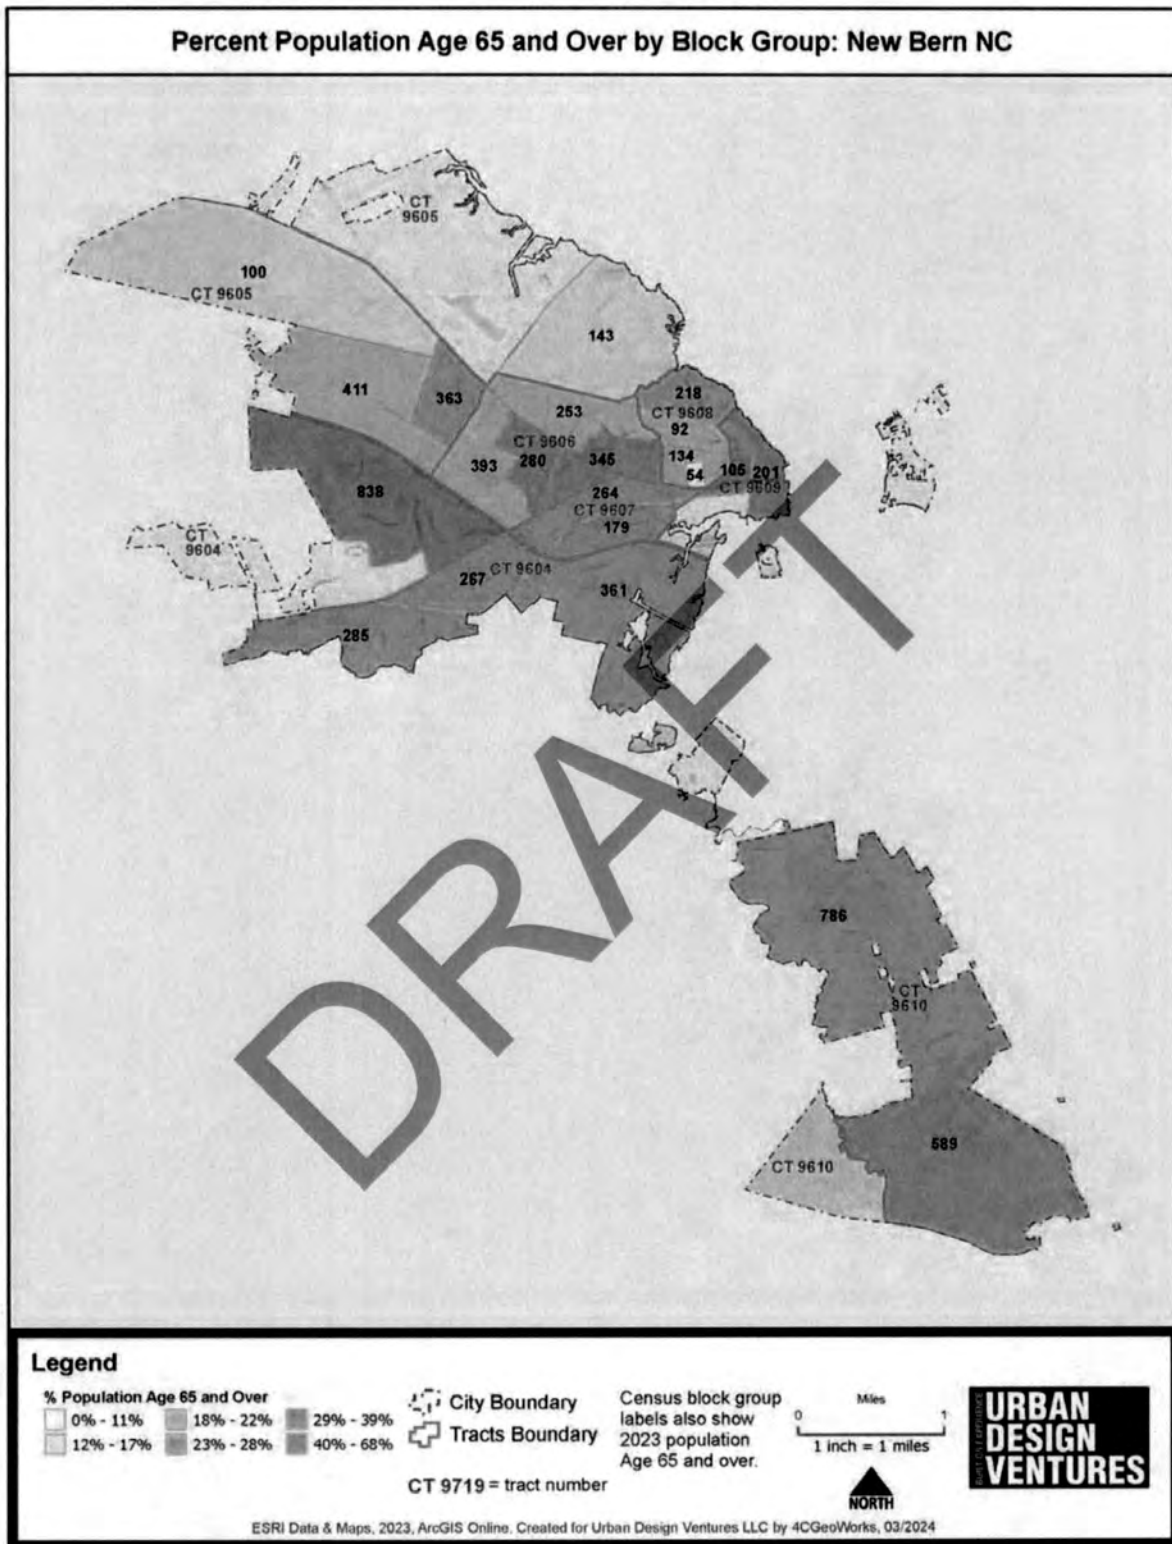 Percent Population Age 65 and Over by Block Group: New Bern NC
CT
9605
100
CT 9605
143
411
363
218
253
CT 9608
92
CT 9606
393
280
345
134
54
105
201
CT 9609
838
264
CT 9607
179
CT
9604
267
CT 9604
361
285
786
CT
9610
589
CT 9610
DRAFT
Legend
% Population Age 65 and Over
0% - 11%
18% - 22%
29% - 39%
12% - 17%
23% - 28%
40% - 68%
City Boundary
Tracts Boundary
CT 9719 = tract number
Census block group
labels also show
2023 population
Age 65 and over.
Miles
0
1
1 inch = 1 miles
NORTH
URBAN
DESIGN
VENTURES
ESRI Data & Maps, 2023, ArcGIS Online. Created for Urban Design Ventures LLC by 4CGeoWorks, 03/2024